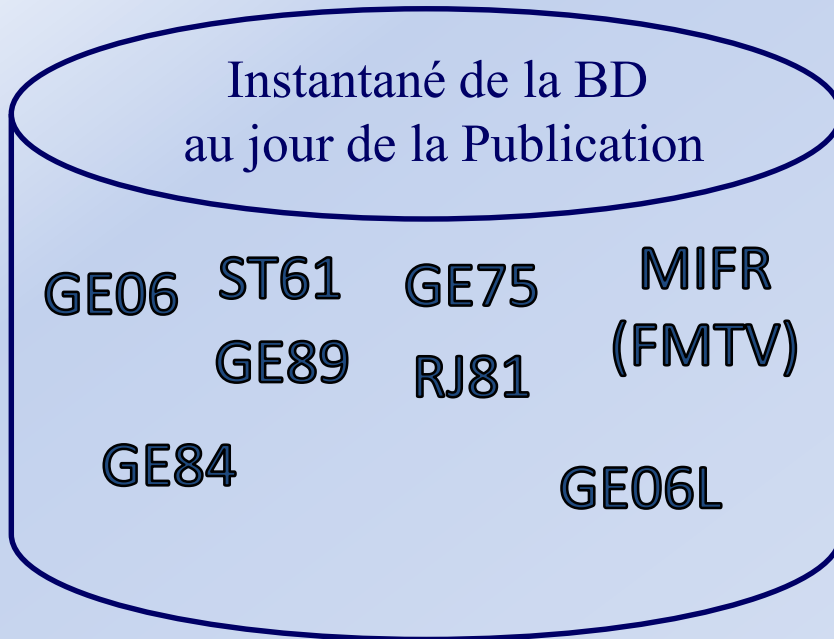 Instantané de la BD
au jour de la Publication
GE06
ST61
GE75
MIFR
(FMTV)
GE89
RJ81
GE84
GE06L